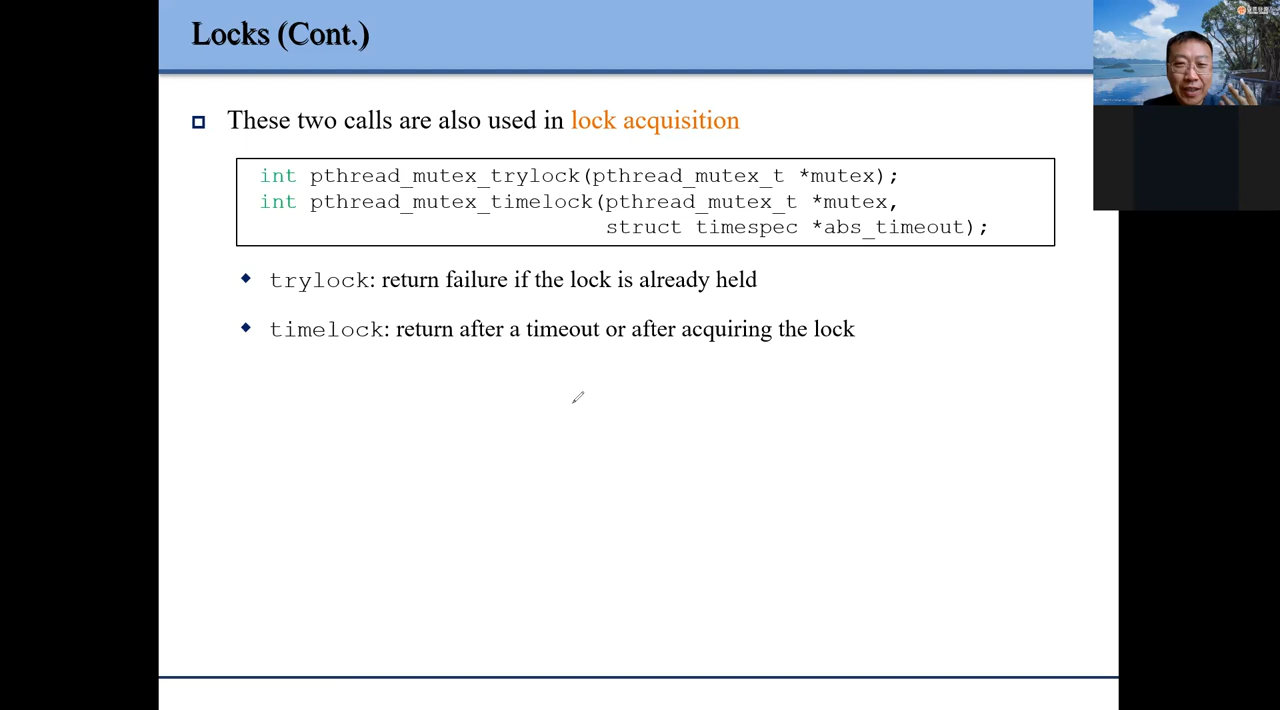 Locks (Cont.)
These two calls are also used in lock acquisition
int pthread_mutex_trylock(pthread_mutex_t *mutex);
int pthread_mutex_timelock(pthread_mutex_t *mutex,
struct timespec *abs_timeout);
trylock: return failure if the lock is already held
timelock: return after a timeout or after acquiring the lock